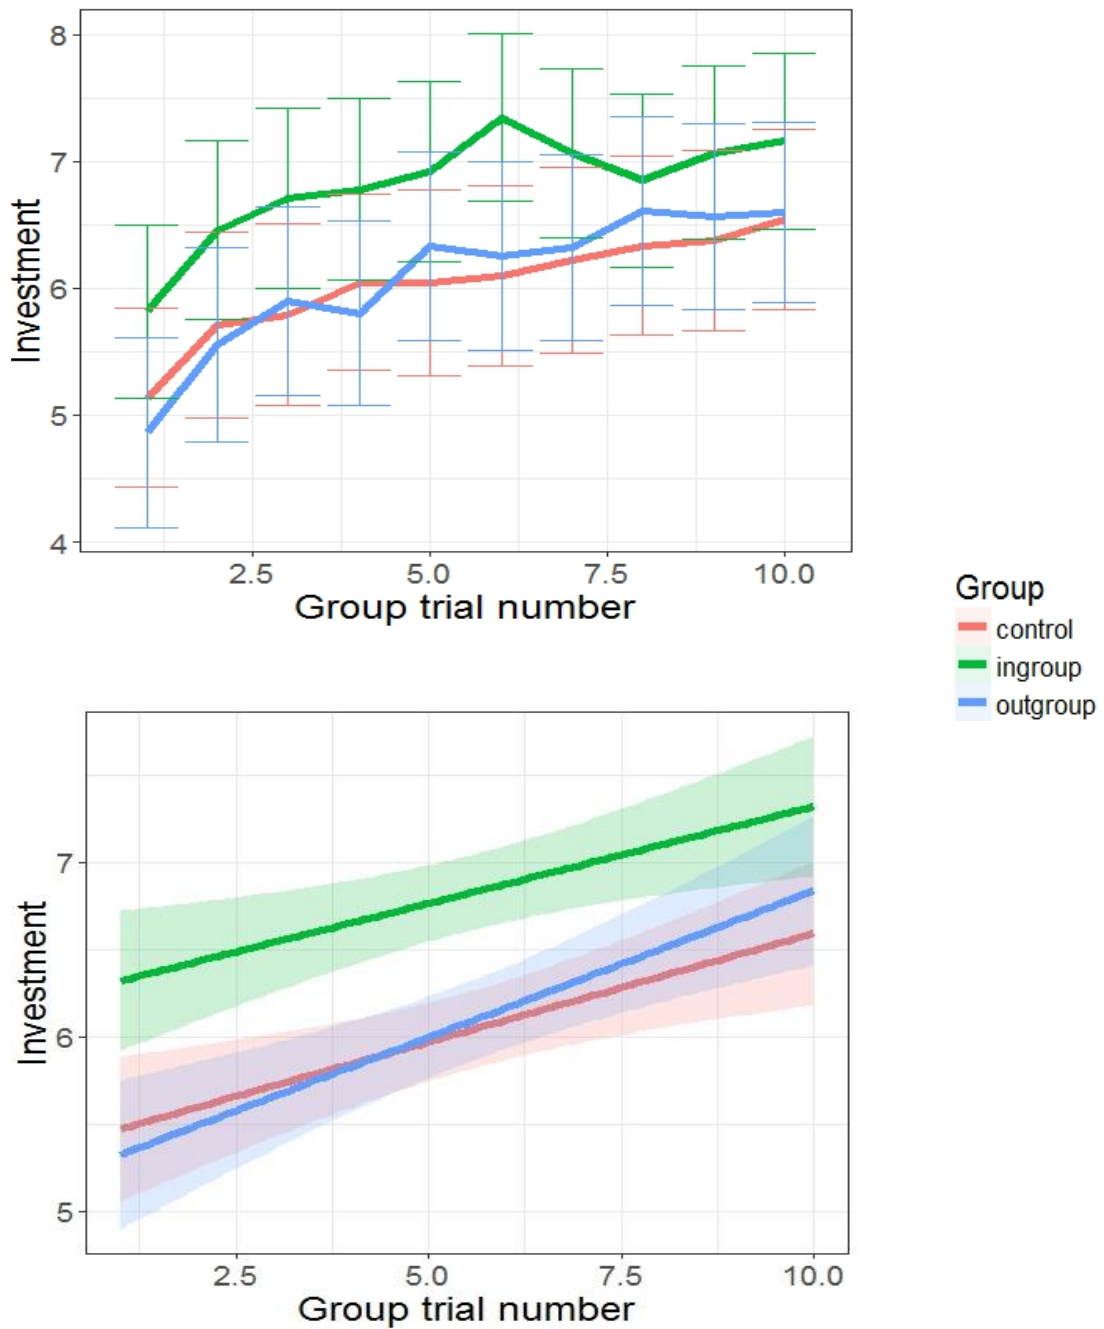 8
7
6
5
4
Investment
2.5 5.0 7.5 10.0
Group trial number
Group
control
ingroup
outgroup
7
6
5
Investment
2.5 5.0 7.5 10.0
Group trial number